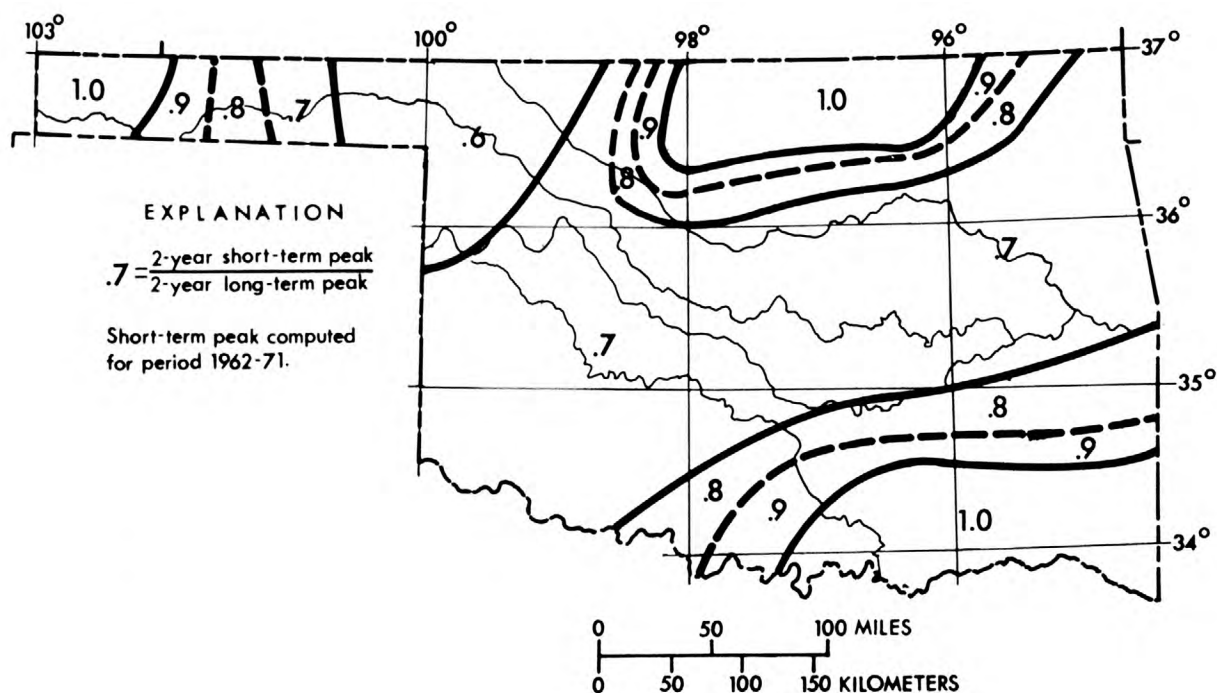 103° 100° 98° 96° 37°
1.0 .9 .8 .7 .6 .8 .9 1.0 .9 .8
EXPLANATION
.7 = 2-year short-term peak
2-year long-term peak
Short-term peak computed
for period 1962-71.
36°
.7
.7
35°
.8
.9
.8
.9
1.0
34°
0 50 100 MILES
0 50 100 150 KILOMETERS